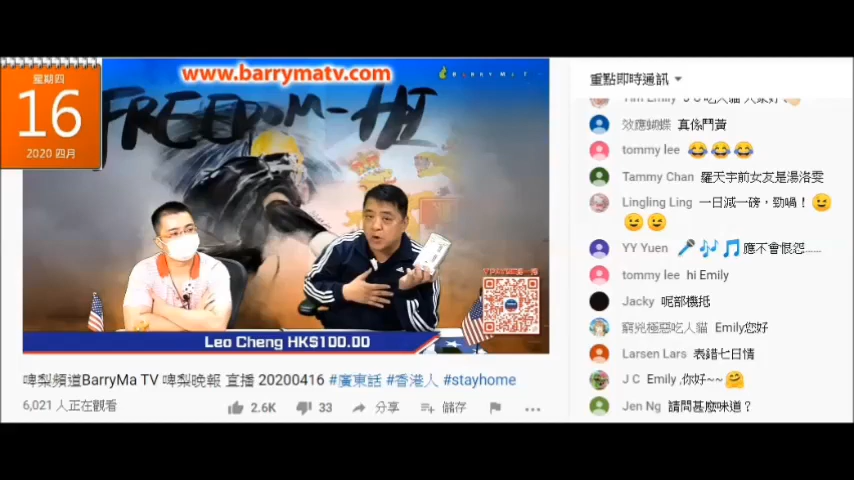 www.barrymatv.com
BARRYMATV
星期四
16
2020 四月
FREEDOM-HI
Leo Cheng HK$100.00
啤梨頻道BarryMa TV 啤梨晚報 直播 20200416 #廣東話 #香港人 #stayhome
6,021 人正在觀看
2.6K
33
分享
儲存
重點即時通訊
效應蝴蝶 真係鬥黃
tommy lee 😂😂😂
Tammy Chan 羅天宇前女友是湯洛雯
Lingling Ling 一日減一磅，勁喎！😉
😉😉
YY Yuen 🎤🎶🎵應不會恨怨......
tommy lee hi Emily
Jacky 呢部機抵
窮兇極惡吃人貓 Emily您好
Larsen Lars 表錯七日情
J C Emily ,你好~~🤗
Jen Ng 請問甚麼味道？